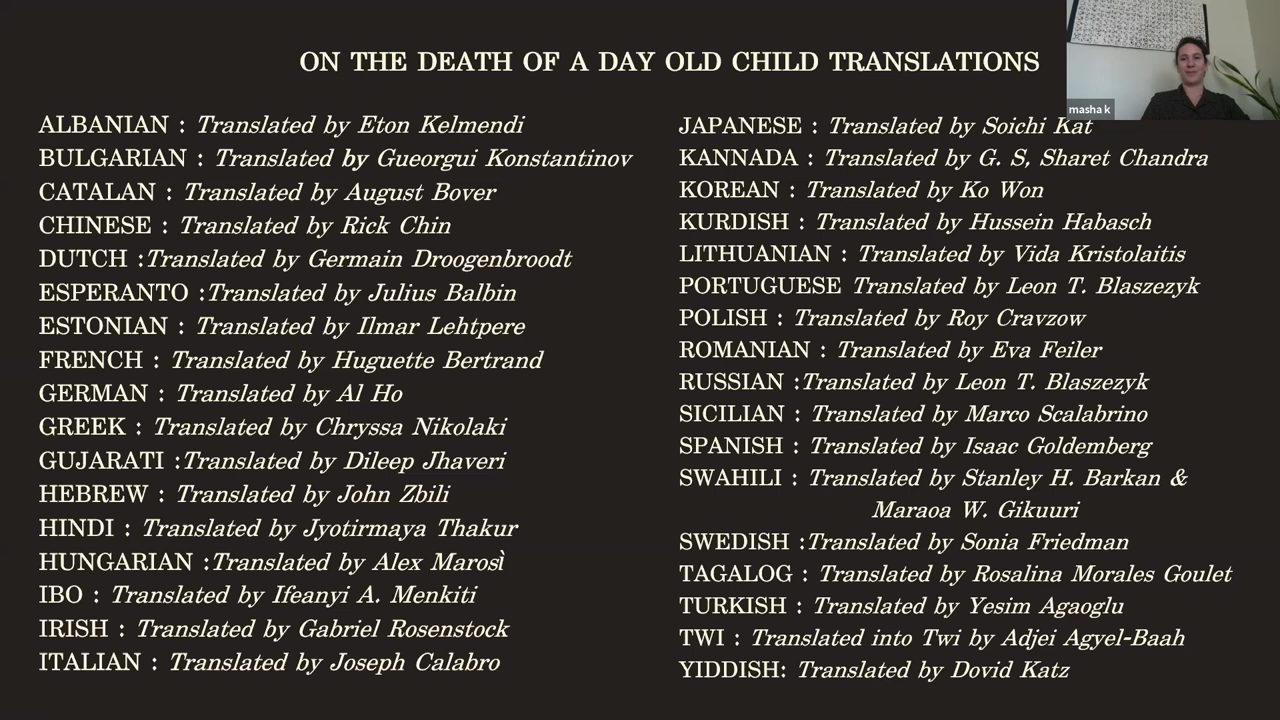 ON THE DEATH OF A DAY OLD CHILD TRANSLATIONS
masha k
ALBANIAN : Translated by Eton Kelmendi
BULGARIAN : Translated by Gueorgui Konstantinov
CATALAN : Translated by August Bover
CHINESE : Translated by Rick Chin
DUTCH :Translated by Germain Droogenbroodt
ESPERANTO :Translated by Julius Balbin
ESTONIAN : Translated by Ilmar Lehtpere
FRENCH : Translated by Huguette Bertrand
GERMAN : Translated by Al Ho
GREEK : Translated by Chryssa Nikolaki
GUJARATI :Translated by Dileep Jhaveri
HEBREW : Translated by John Zbili
HINDI : Translated by Jyotirmaya Thakur
HUNGARIAN :Translated by Alex Marosì
IBO : Translated by Ifeanyi A. Menkiti
IRISH : Translated by Gabriel Rosenstock
ITALIAN : Translated by Joseph Calabro
JAPANESE : Translated by Soichi Kat
KANNADA : Translated by G. S, Sharet Chandra
KOREAN : Translated by Ko Won
KURDISH : Translated by Hussein Habasch
LITHUANIAN : Translated by Vida Kristolaitis
PORTUGUESE Translated by Leon T. Blaszezyk
POLISH : Translated by Roy Cravzow
ROMANIAN : Translated by Eva Feiler
RUSSIAN :Translated by Leon T. Blaszezyk
SICILIAN : Translated by Marco Scalabrino
SPANISH : Translated by Isaac Goldemberg
SWAHILI : Translated by Stanley H. Barkan &
Maraoa W. Gikuuri
SWEDISH :Translated by Sonia Friedman
TAGALOG : Translated by Rosalina Morales Goulet
TURKISH : Translated by Yesim Agaoglu
TWI : Translated into Twi by Adjei Agyel-Baah
YIDDISH: Translated by Dovid Katz